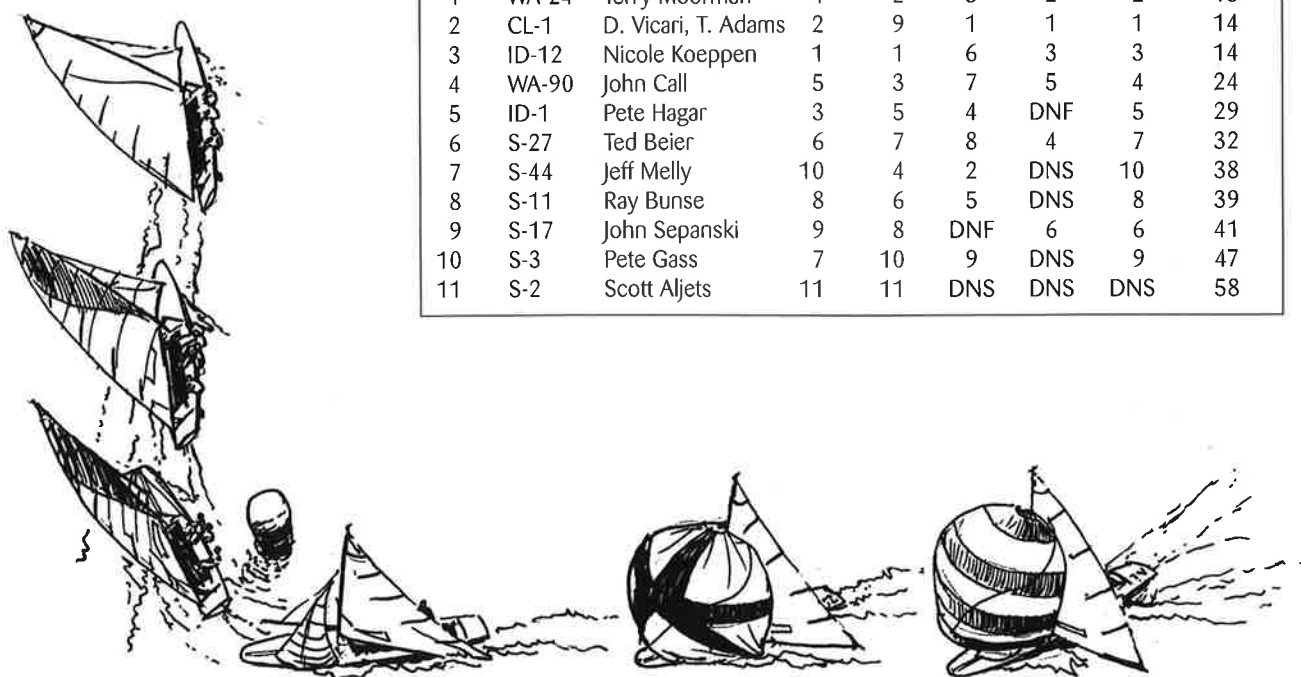 2 CL-1 D. Vicari, T. Adams 2 9 1 1 1 14
3 ID-12 Nicole Koeppen 1 1 6 3 3 14
4 WA-90 John Call 5 3 7 5 4 24
5 ID-1 Pete Hagar 3 5 4 DNF 5 29
6 S-27 Ted Beier 6 7 8 4 7 32
7 S-44 Jeff Melly 10 4 2 DNS 10 38
8 S-11 Ray Bunse 8 6 5 DNS 8 39
9 S-17 John Sepanski 9 8 DNF 6 6 41
10 S-3 Pete Gass 7 10 9 DNS 9 47
11 S-2 Scott Aljets 11 11 DNS DNS DNS 58